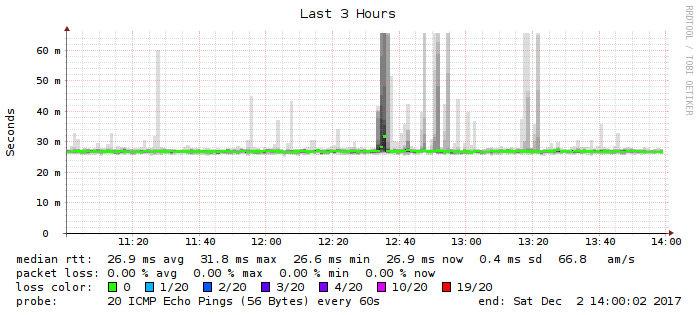 Last 3 Hours
RRDTOOL / TOBI OETIKER
Seconds
60 m
50 m
40 m
30 m
20 m
10 m
0
11:20 11:40 12:00 12:20 12:40 13:00 13:20 13:40 14:00
median rtt: 26.9 ms avg 31.8 ms max 26.6 ms min 26.9 ms now 0.4 ms sd 66.8 am/s
packet loss: 0.00 % avg 0.00 % max 0.00 % min 0.00 % now
loss color: 0 1/20 2/20 3/20 4/20 10/20 19/20
probe: 20 ICMP Echo Pings (56 Bytes) every 60s end: Sat Dec 2 14:00:02 2017